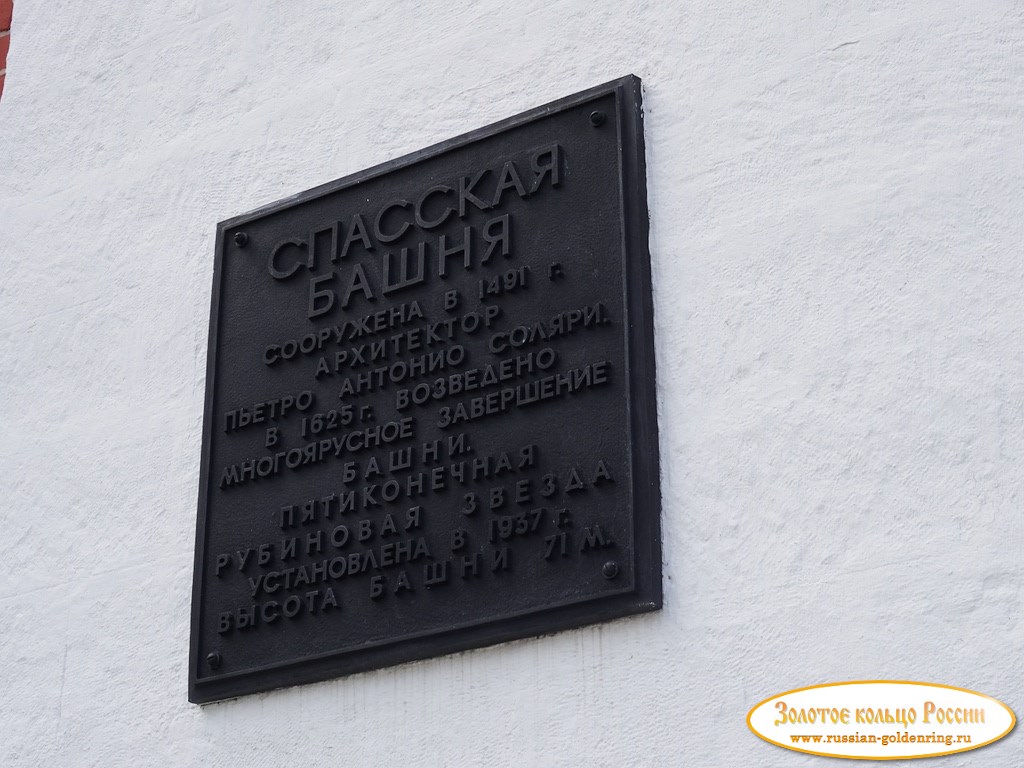 СПАССКАЯ
БАШНЯ
СООРУЖЕНА В 1491 г.
АРХИТЕКТОР
ПЬЕТРО АНТОНИО СОЛЯРИ.
В 1625 г. ВОЗВЕДЕНО
МНОГОЯРУСНОЕ ЗАВЕРШЕНИЕ
БАШНИ.
ПЯТИКОНЕЧНАЯ
РУБИНОВАЯ ЗВЕЗДА
УСТАНОВЛЕНА В 1937 г.
ВЫСОТА БАШНИ 71 М.
Золотое кольцо России
www.russian-goldenring.ru